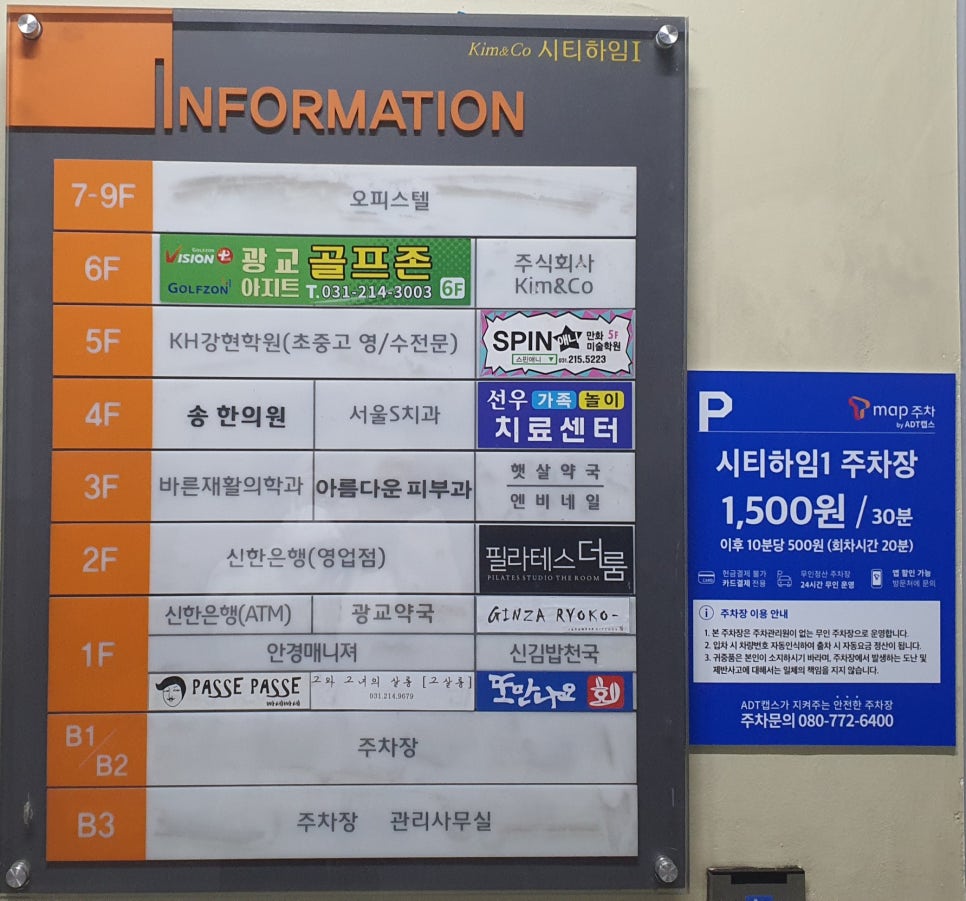 Kim&Co 시티하임I
INFORMATION
7-9F
오피스텔
6F
GOLFZON
VISION
GOLFZON
광교 골프존
아지트 T.031-214-3003 6F
주식회사
Kim&Co
5F
KH강현학원(초중고 영/수전문)
SPIN 애니 만화 5F
미술학원
스핀애니 ▼ 031.215.5223
4F
송 한의원
서울S치과
선우 가족 놀이
치료센터
3F
바른재활의학과
아름다운 피부과
햇살약국
엔비네일
2F
신한은행(영업점)
필라테스 더룸
PILATES STUDIO THE ROOM
1F
신한은행(ATM)
광교약국
GINZA RYOKO-
안경매니져
신김밥천국
PASSE PASSE
빠세빠세
그와 그녀의 살롱 [그살롱]
031.214.9679
또만나요 회
B1/B2
주차장
B3
주차장 관리사무실
P
T map 주차
by ADT캡스
시티하임1 주차장
1,500원 / 30분
이후 10분당 500원 (회차시간 20분)
현금결제 불가
카드결제 전용
무인정산 주차장
24시간 무인 운영
앱 할인 가능
방문처에 문의
주차장 이용 안내
1. 본 주차장은 주차관리원이 없는 무인 주차장으로 운영합니다.
2. 입차 시 차량번호 자동인식하여 출차 시 자동요금 정산이 됩니다.
3. 귀중품은 본인이 소지하시기 바라며, 주차장에서 발생하는 도난 및
제반사고에 대해서는 일체의 책임을 지지 않습니다.
ADT캡스가 지켜주는 안전한 주차장
주차문의 080-772-6400